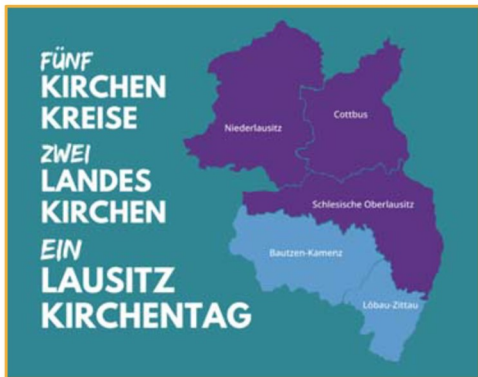 FÜNF
KIRCHEN
KREISE
ZWEI
LANDES
KIRCHEN
EIN
LAUSITZ
KIRCHENTAG
Niederlausitz
Cottbus
Schlesische Oberlausitz
Bautzen-Kamenz
Löbau-Zittau